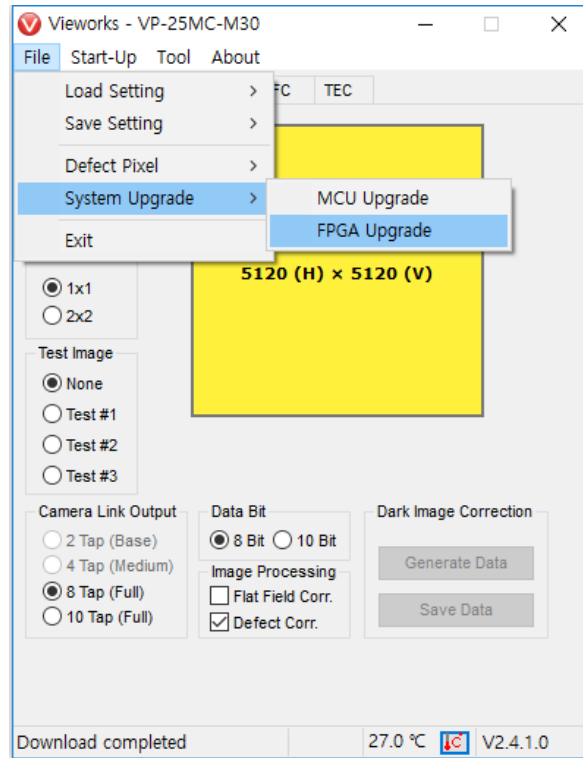 Vieworks - VP-25MC-M30
File Start-Up Tool About
FC TEC
Load Setting
Save Setting
Defect Pixel
System Upgrade
Exit
MCU Upgrade
FPGA Upgrade
5120 (H) × 5120 (V)
1x1
2x2
Test Image
None
Test #1
Test #2
Test #3
Camera Link Output
2 Tap (Base)
4 Tap (Medium)
8 Tap (Full)
10 Tap (Full)
Data Bit
8 Bit 10 Bit
Image Processing
Flat Field Corr.
Defect Corr.
Dark Image Correction
Generate Data
Save Data
Download completed 27.0 ℃ V2.4.1.0